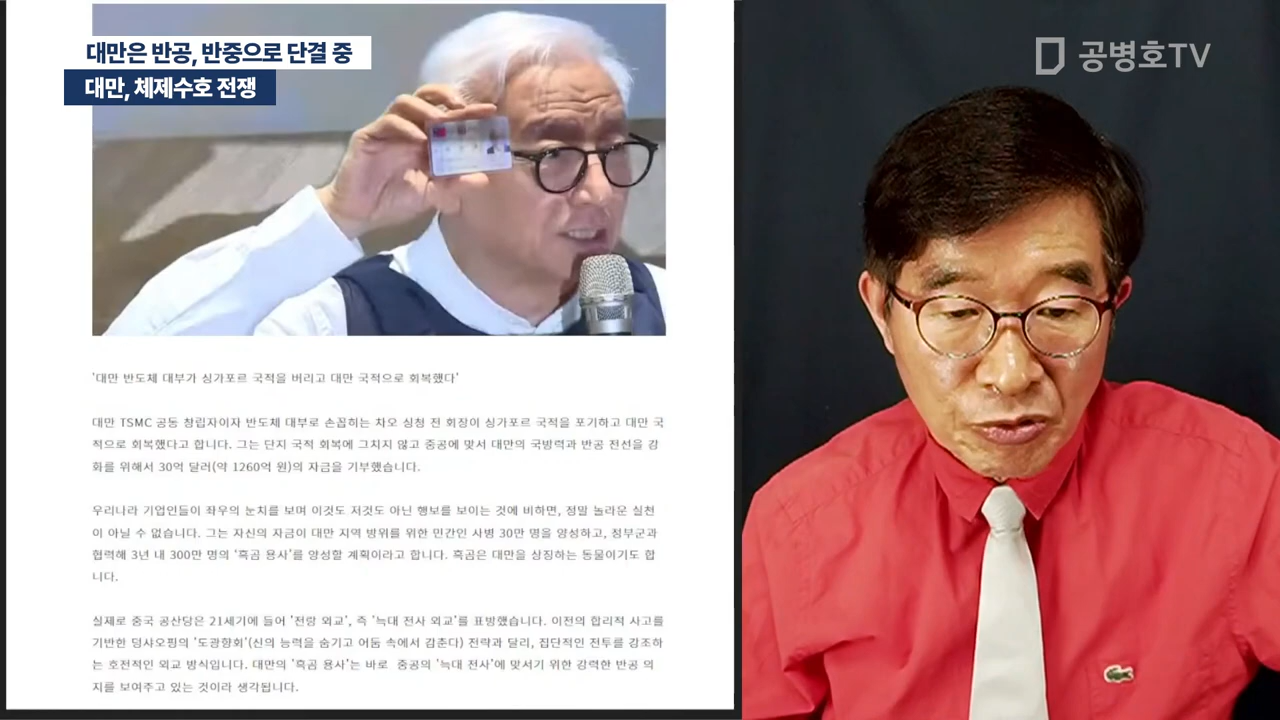 대만은 반공, 반중으로 단결 중
대만, 체제수호 전쟁
공병호TV
'대만 반도체 대부가 싱가포르 국적을 버리고 대만 국적으로 회복했다'
대만 TSMC 공동 창립자이자 반도체 대부로 손꼽히는 차오 싱청 전 회장이 싱가포르 국적을 포기하고 대만 국
적으로 회복했다고 합니다. 그는 단지 국적 회복에 그치지 않고 중공에 맞서 대만의 국방력과 반공 전선을 강
화를 위해서 30억 달러(약 1260억 원)의 자금을 기부했습니다.
우리나라 기업인들이 좌우의 눈치를 보며 이것도 저것도 아닌 행보를 보이는 것에 비하면, 정말 놀라운 실천
이 아닐 수 없습니다. 그는 자신의 자금이 대만 지역 방위를 위한 민간인 사병 30만 명을 양성하고, 정부군과
협력해 3년 내 300만 명의 '흑곰 용사'를 양성할 계획이라고 합니다. 흑곰은 대만을 상징하는 동물이기도 합
니다.
실제로 중국 공산당은 21세기에 들어 '전랑 외교', 즉 '늑대 전사 외교'를 표방했습니다. 이전의 합리적 사고를
기반한 덩샤오핑의 '도광향회'(신의 능력을 숨기고 어둠 속에서 감춘다) 전략과 달리, 집단적인 전투를 강조하
는 호전적인 외교 방식입니다. 대만의 '흑곰 용사'는 바로 중공의 '늑대 전사'에 맞서기 위한 강력한 반공 의
지를 보여주고 있는 것이라 생각됩니다.